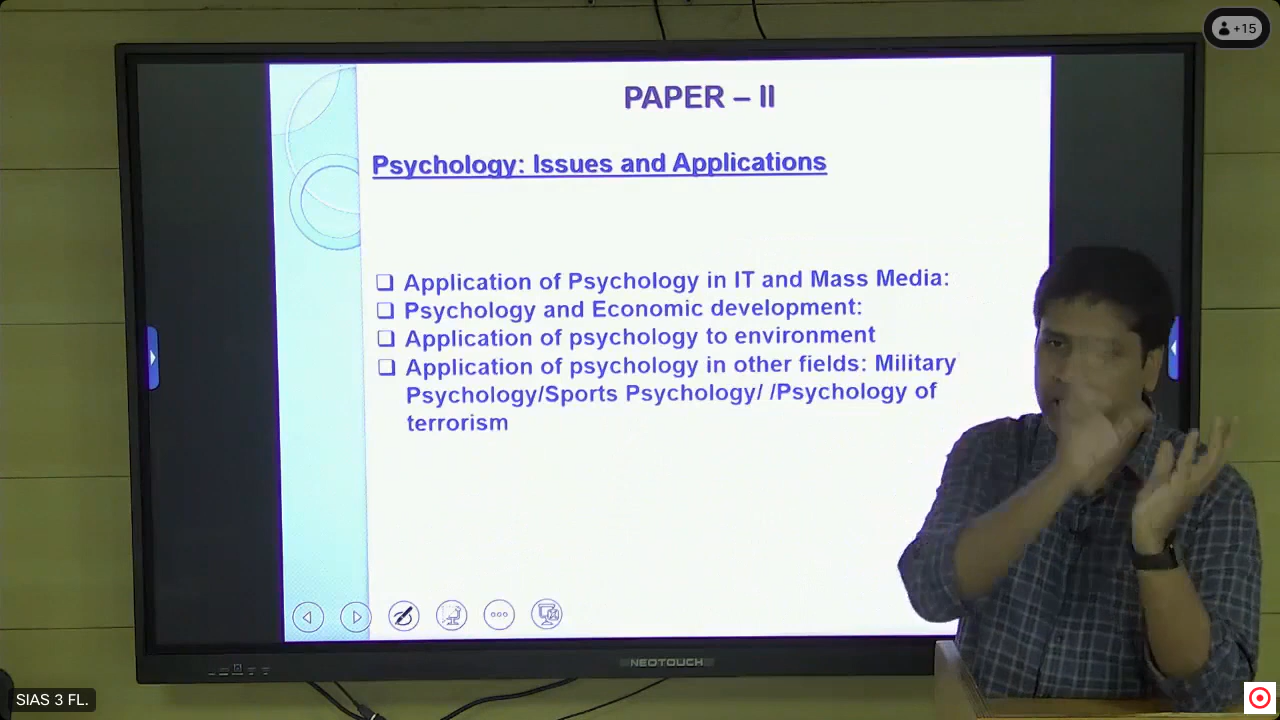 +15
PAPER – II
Psychology: Issues and Applications
❑ Application of Psychology in IT and Mass Media:
❑ Psychology and Economic development:
❑ Application of psychology to environment
❑ Application of psychology in other fields: Military
Psychology/Sports Psychology/ /Psychology of
terrorism
NEOTOUCH
SIAS 3 FL.